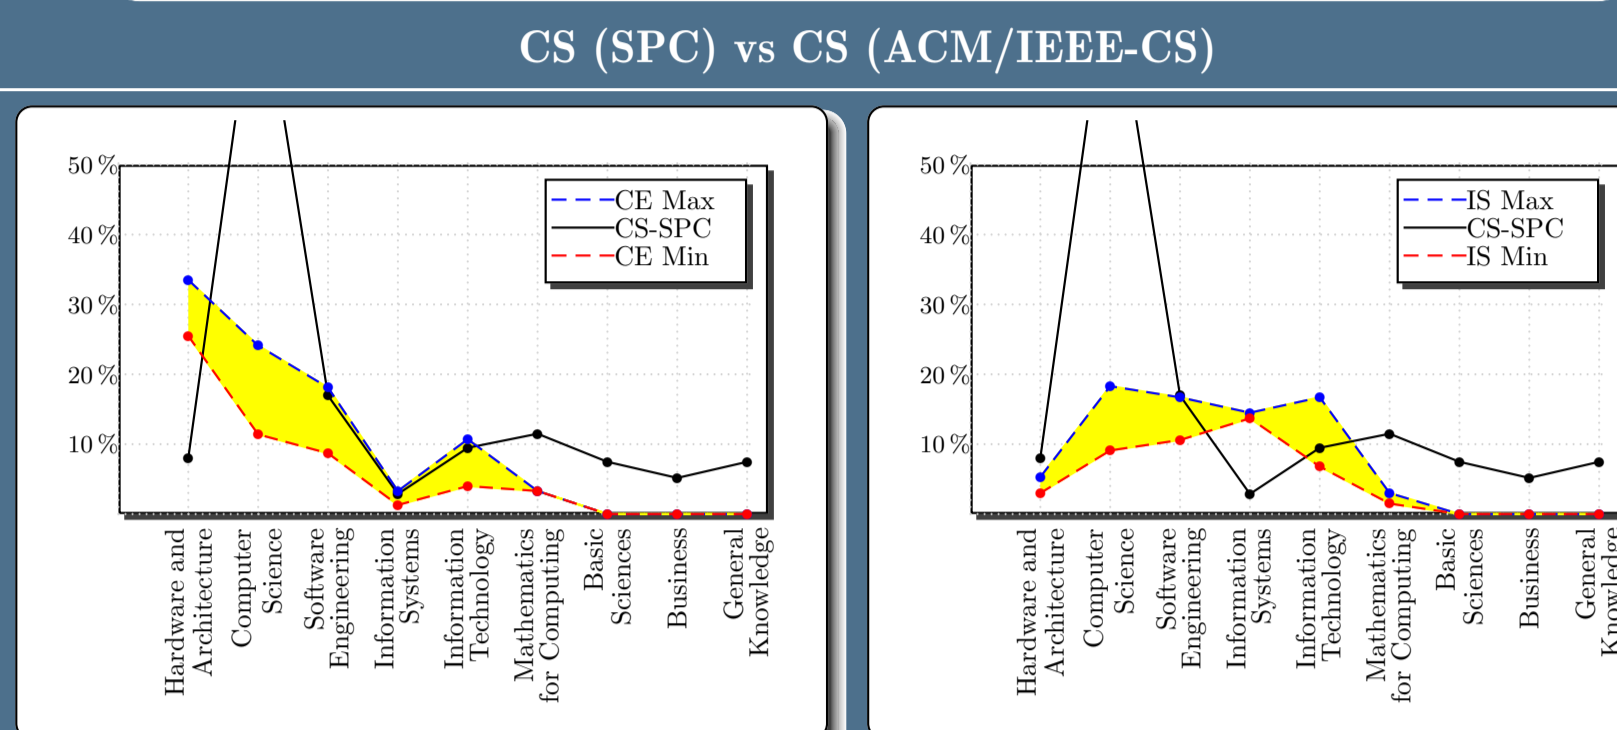 CS (SPC) vs CS (ACM/IEEE-CS)
50 %
40 %
30 %
20 %
10 %
CE Max
CS-SPC
CE Min
Hardware and
Architecture
Computer
Science
Software
Engineering
Information
Systems
Information
Technology
Mathematics
for Computing
Basic
Sciences
Business
General
Knowledge
50 %
40 %
30 %
20 %
10 %
IS Max
CS-SPC
IS Min
Hardware and
Architecture
Computer
Science
Software
Engineering
Information
Systems
Information
Technology
Mathematics
for Computing
Basic
Sciences
Business
General